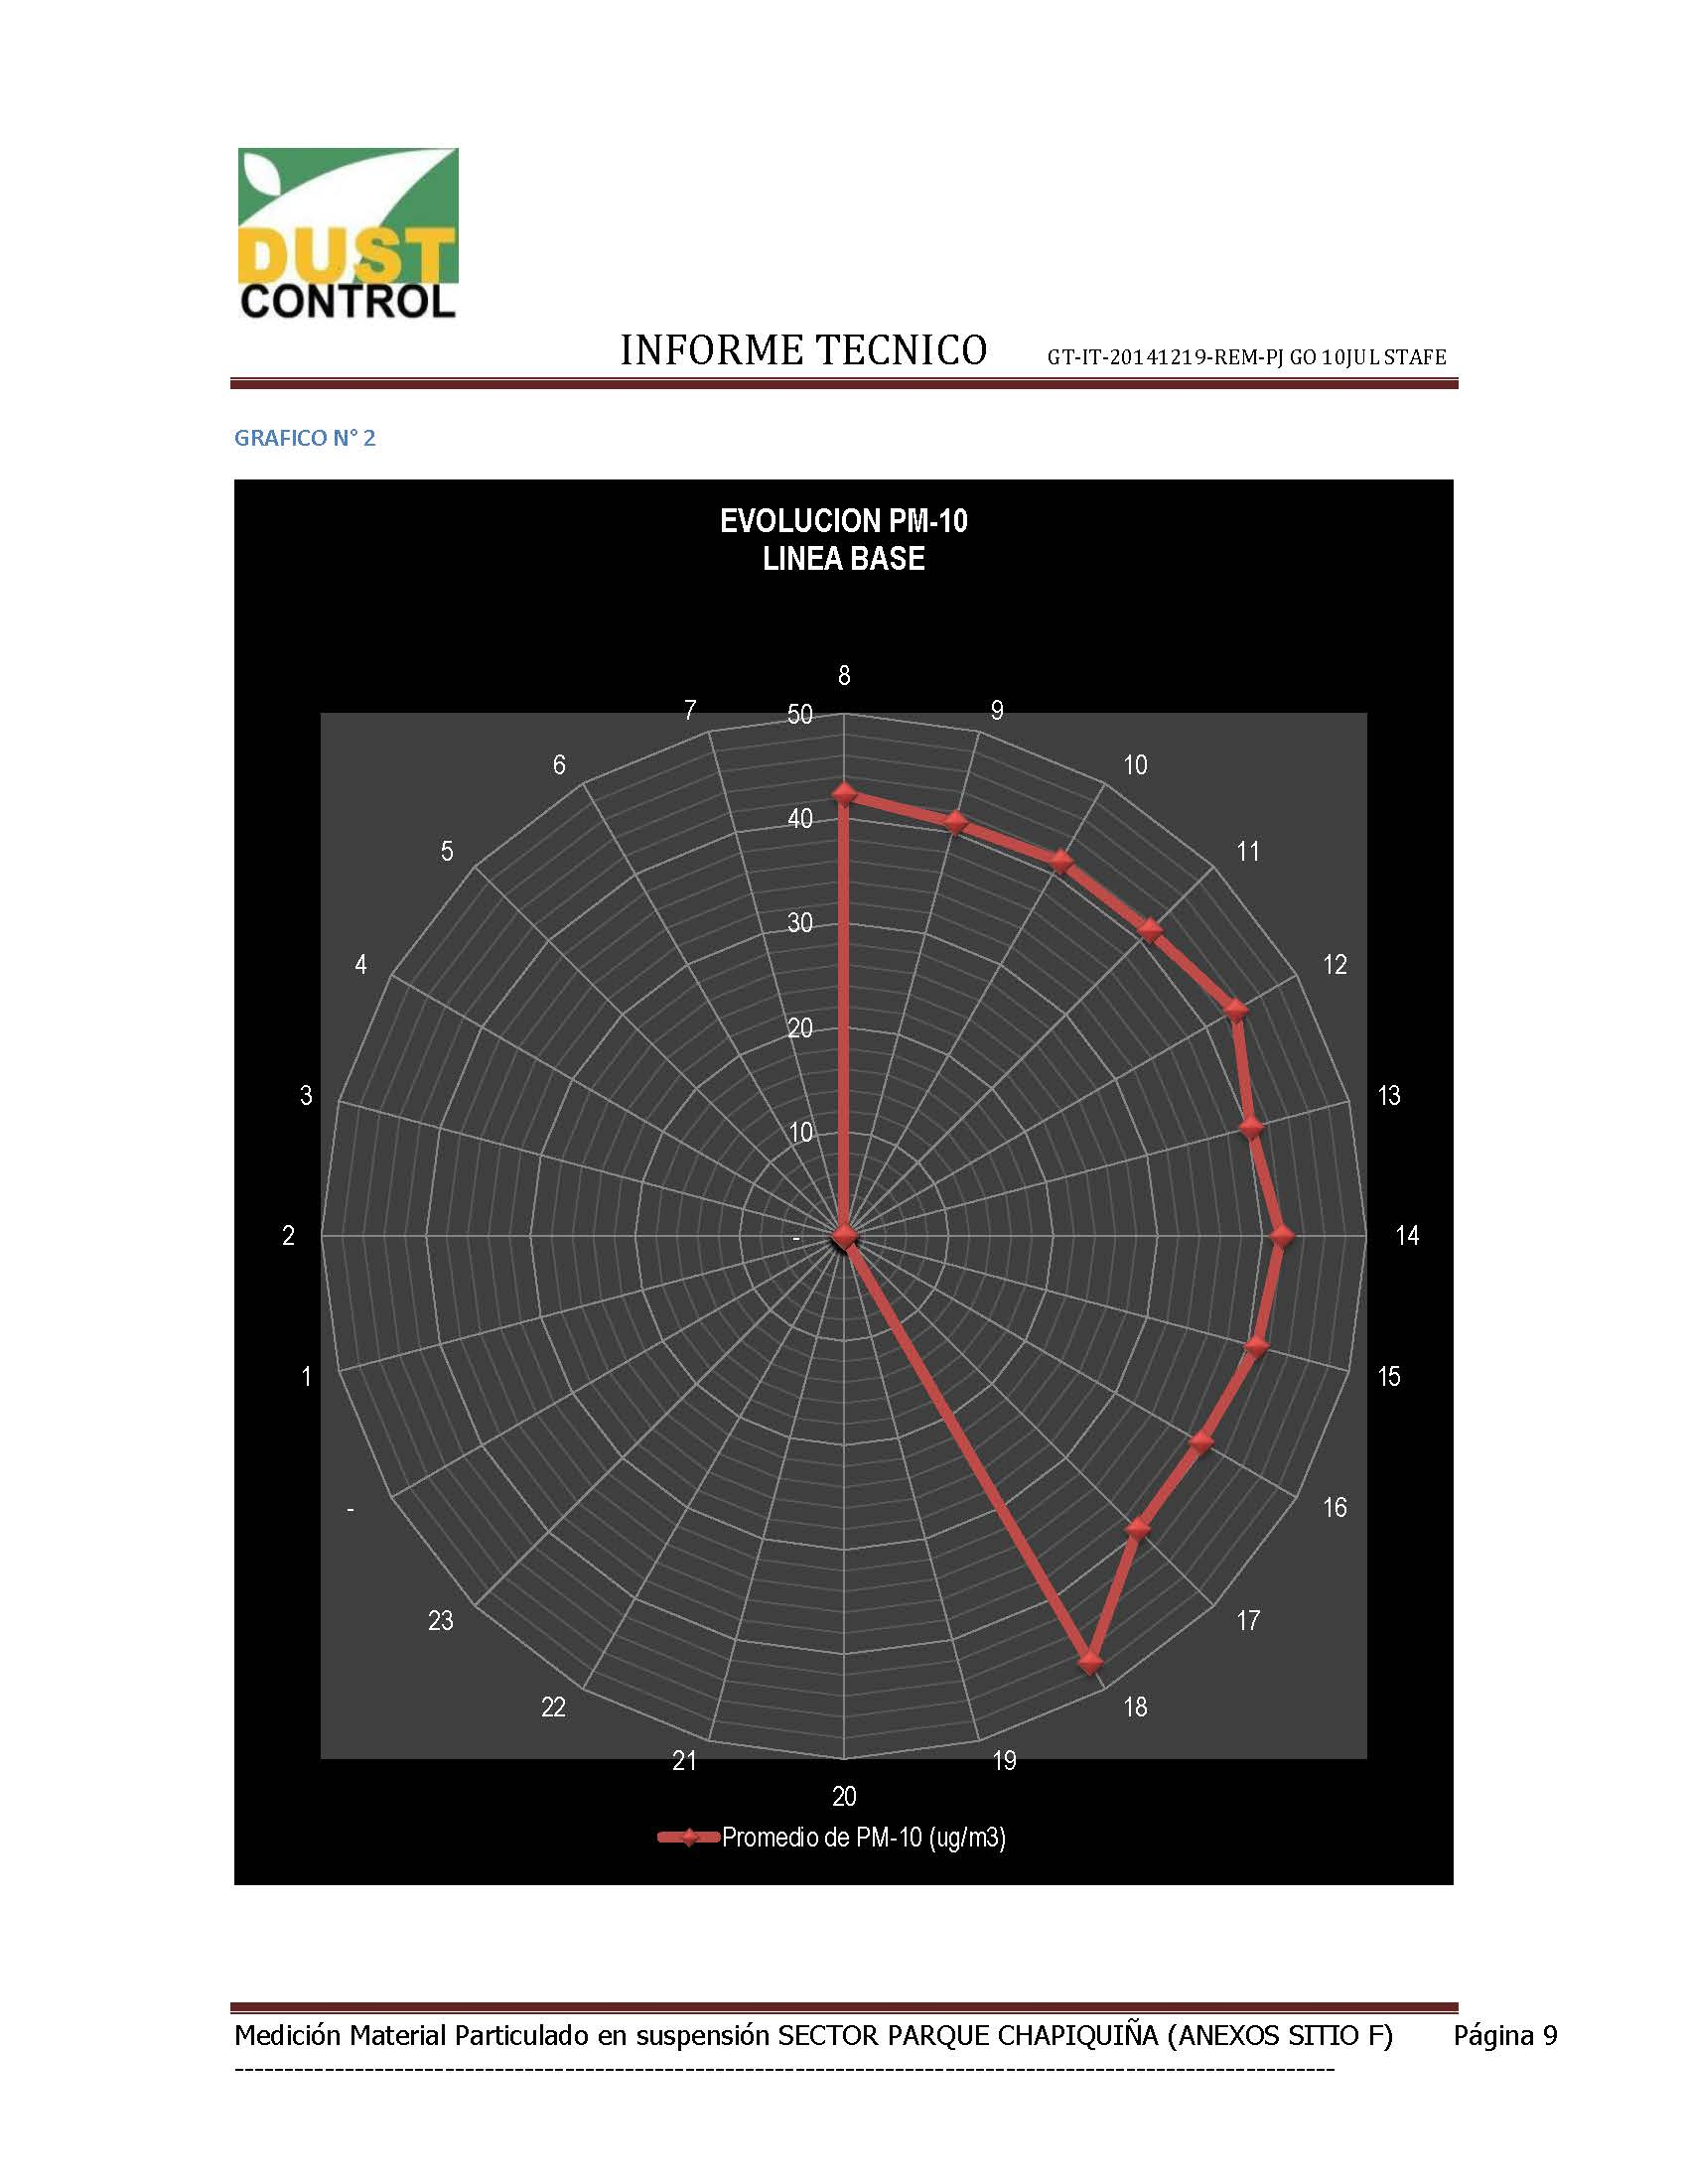 DUST
CONTROL
INFORME TECNICO GT-IT-20141219-REM-PJ GO 10JUL STAFE
GRAFICO N° 2
EVOLUCION PM-10
LINEA BASE
8
7 50 9
6 10
40
5 11
30
4 12
20
3 13
10
2 - 14
1 15
- 16
23 17
22 18
21 19
20
Promedio de PM-10 (ug/m3)
Medición Material Particulado en suspensión SECTOR PARQUE CHAPIQUIÑA (ANEXOS SITIO F) Página 9
--------------------------------------------------------------------------------------------------------------